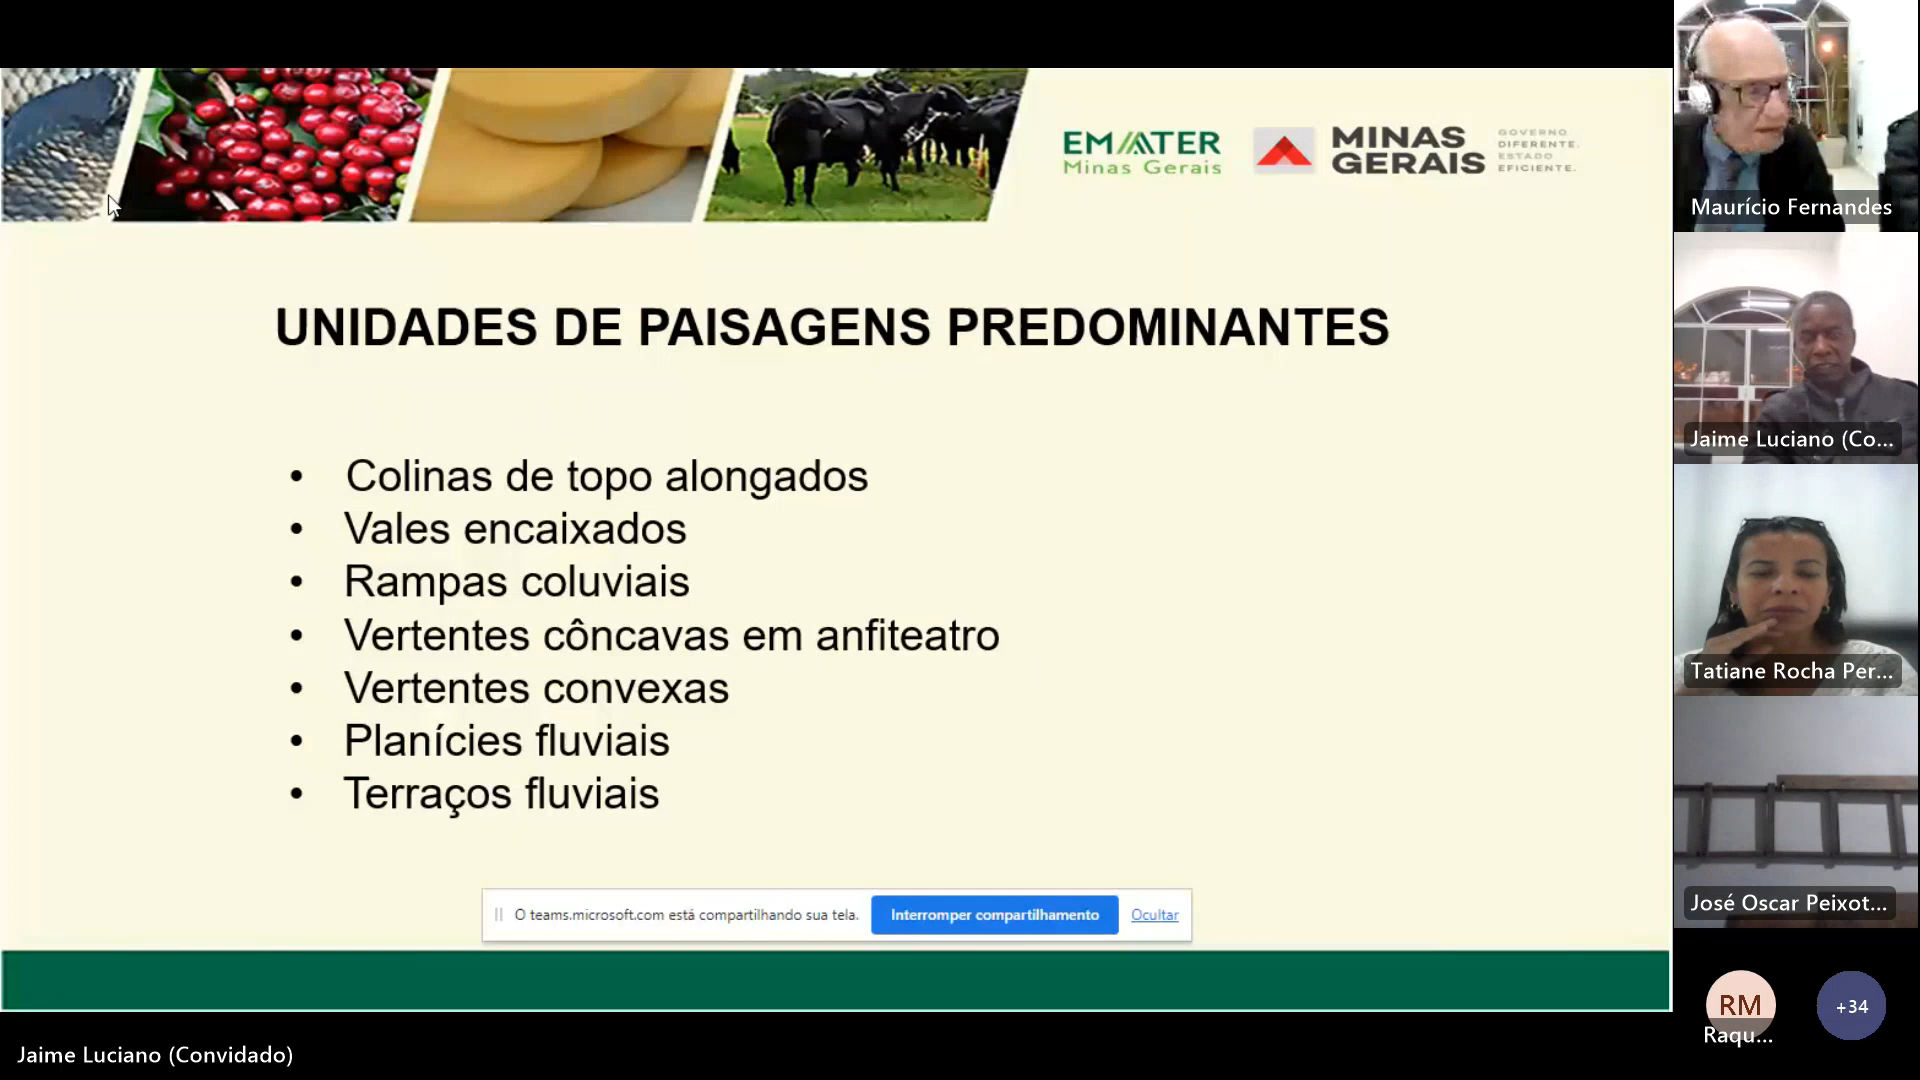 EMATER
Minas Gerais
MINAS
GERAIS
GOVERNO
DIFERENTE.
ESTADO
EFICIENTE.
UNIDADES DE PAISAGENS PREDOMINANTES
• Colinas de topo alongados
• Vales encaixados
• Rampas coluviais
• Vertentes côncavas em anfiteatro
• Vertentes convexas
• Planícies fluviais
• Terraços fluviais
O teams.microsoft.com está compartilhando sua tela. Interromper compartilhamento Ocultar
Jaime Luciano (Convidado)
Maurício Fernandes
Jaime Luciano (Co...
Tatiane Rocha Per...
José Oscar Peixot...
RM
Raqu...
+34